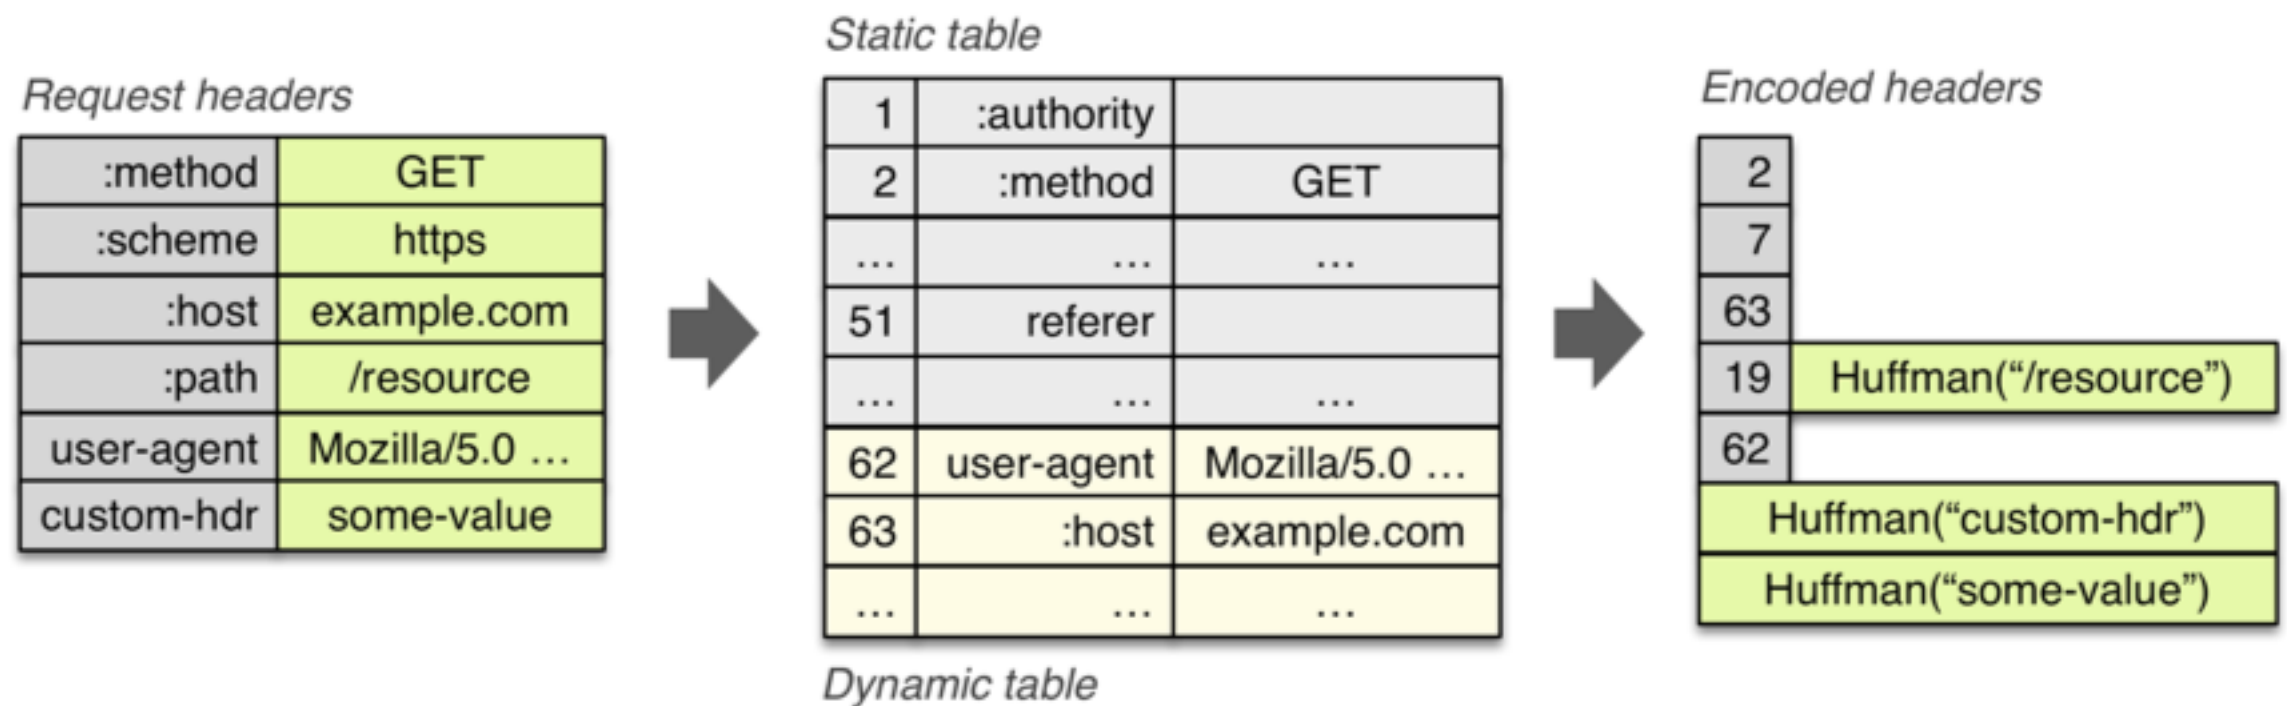 Request headers
:method GET
:scheme https
:host example.com
:path /resource
user-agent Mozilla/5.0 …
custom-hdr some-value
Static table
1 :authority
2 :method GET
… … …
51 referer
… … …
62 user-agent Mozilla/5.0 …
63 :host example.com
… … …
Dynamic table
Encoded headers
2
7
63
19 Huffman(“/resource”)
62
Huffman(“custom-hdr”)
Huffman(“some-value”)